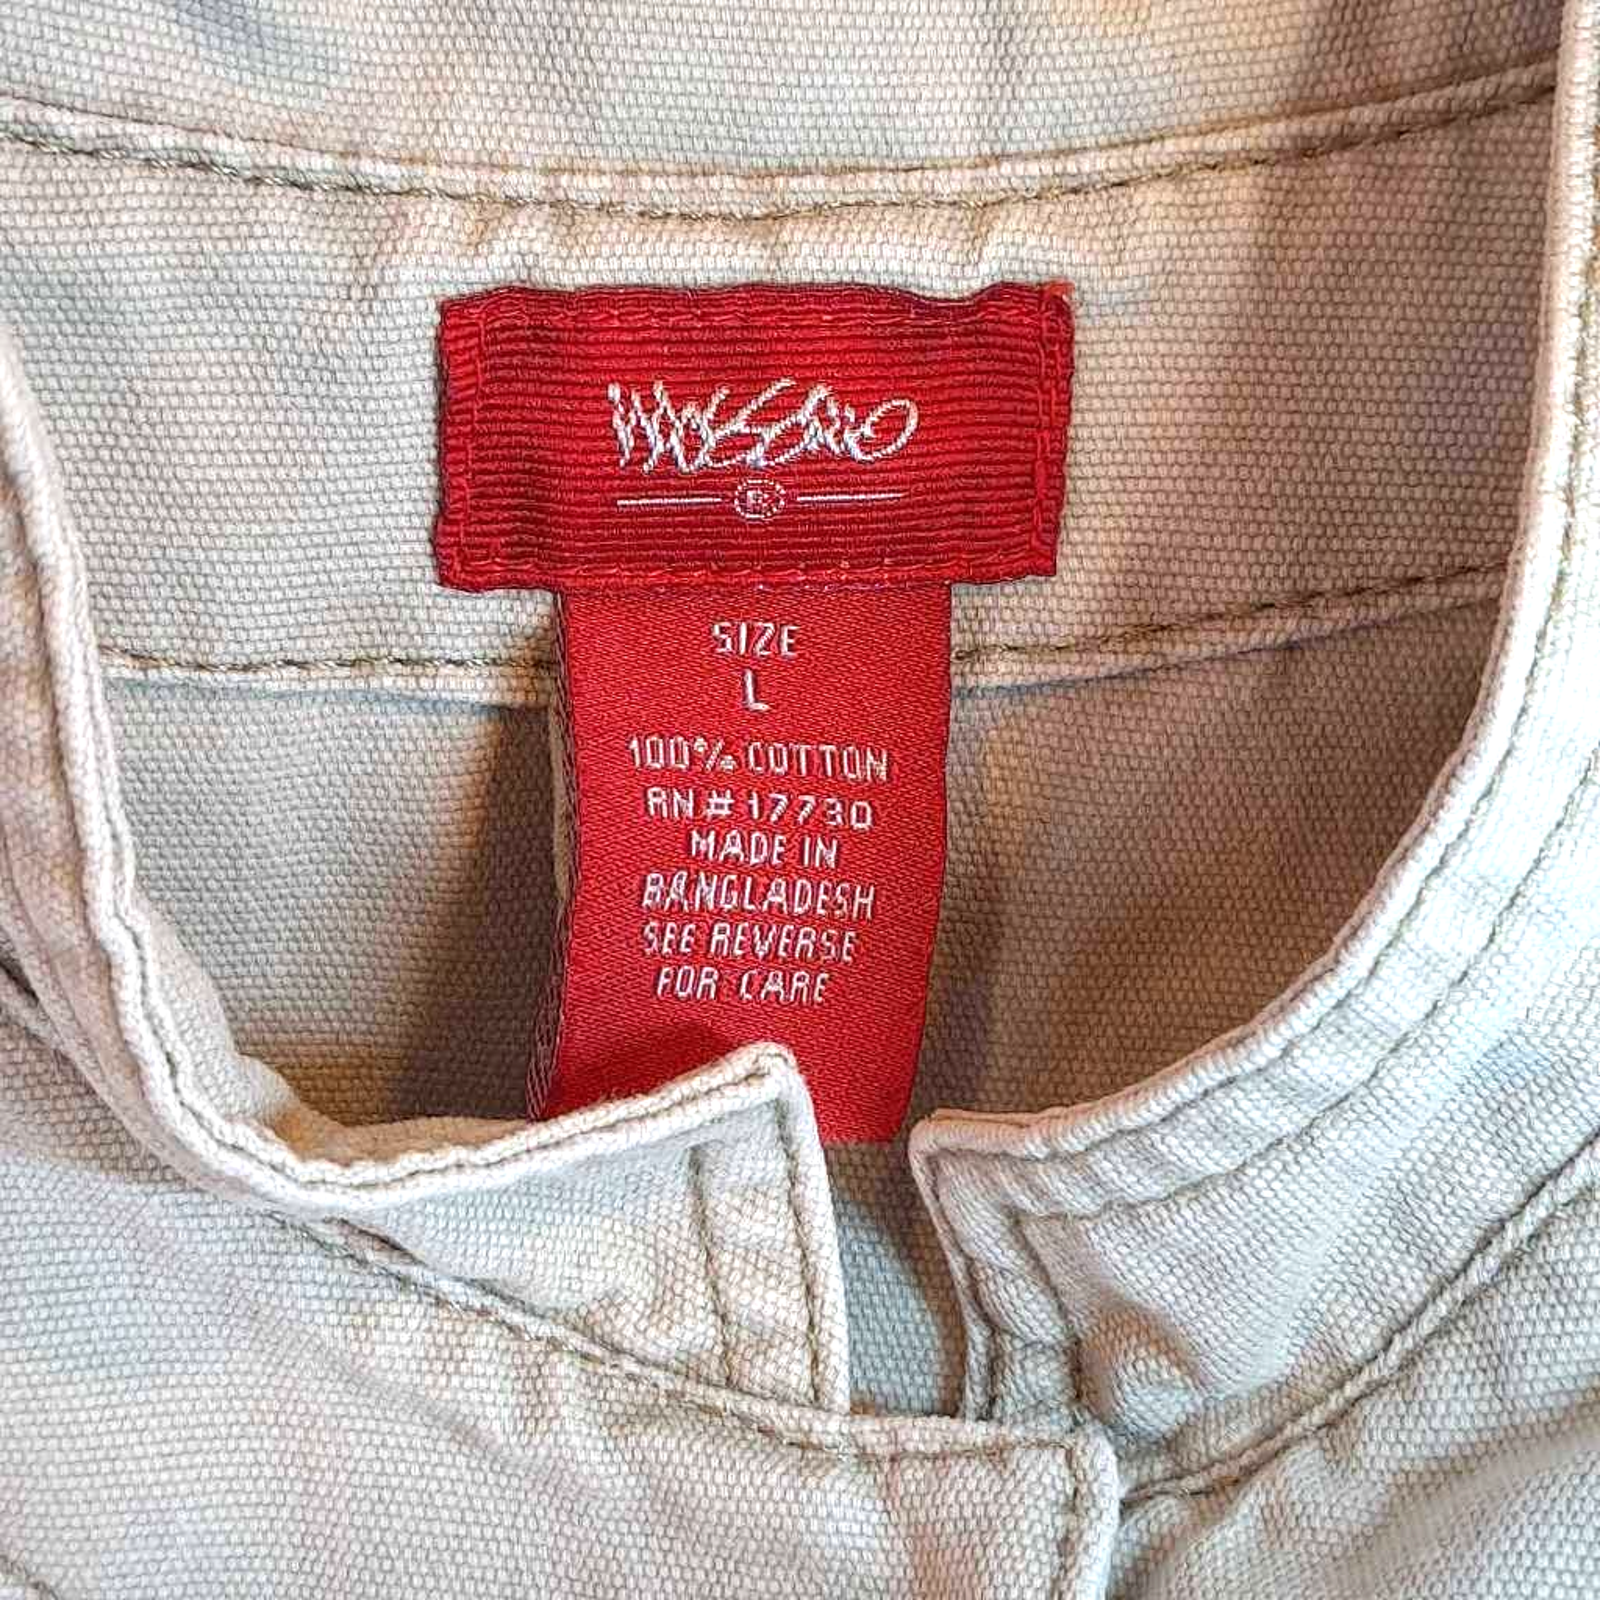 mossimo
®
SIZE
L
100% COTTON
RN # 17730
MADE IN
BANGLADESH
SEE REVERSE
FOR CARE